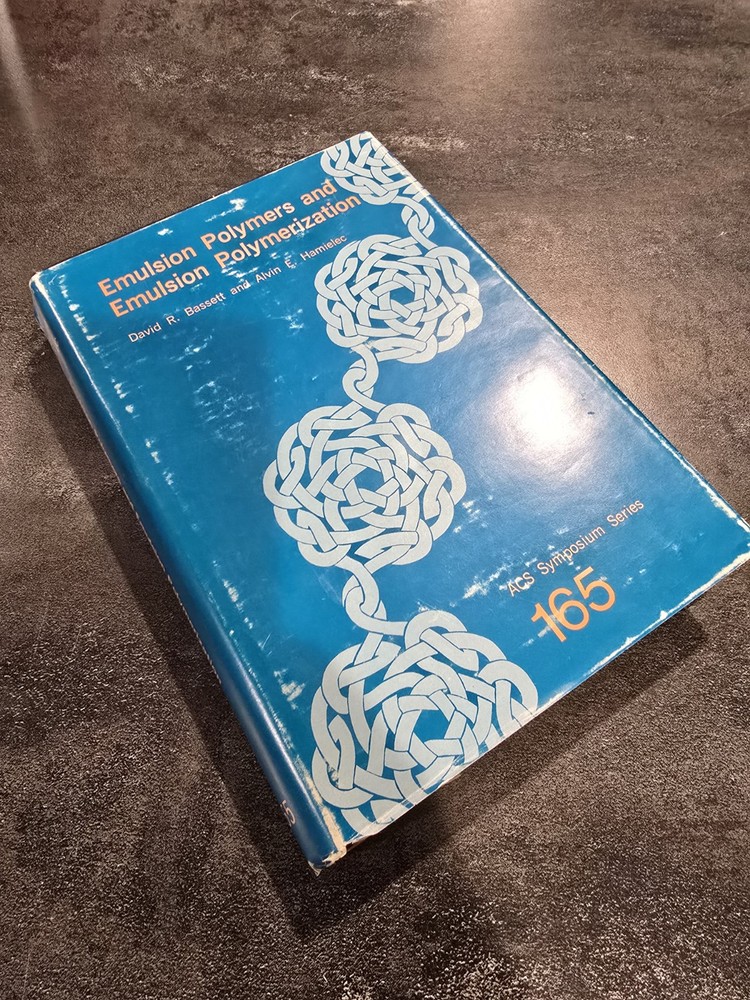 Emulsion Polymers and
Emulsion Polymerization
David R. Bassett and Alvin E. Hamielec
ACS Symposium Series
165